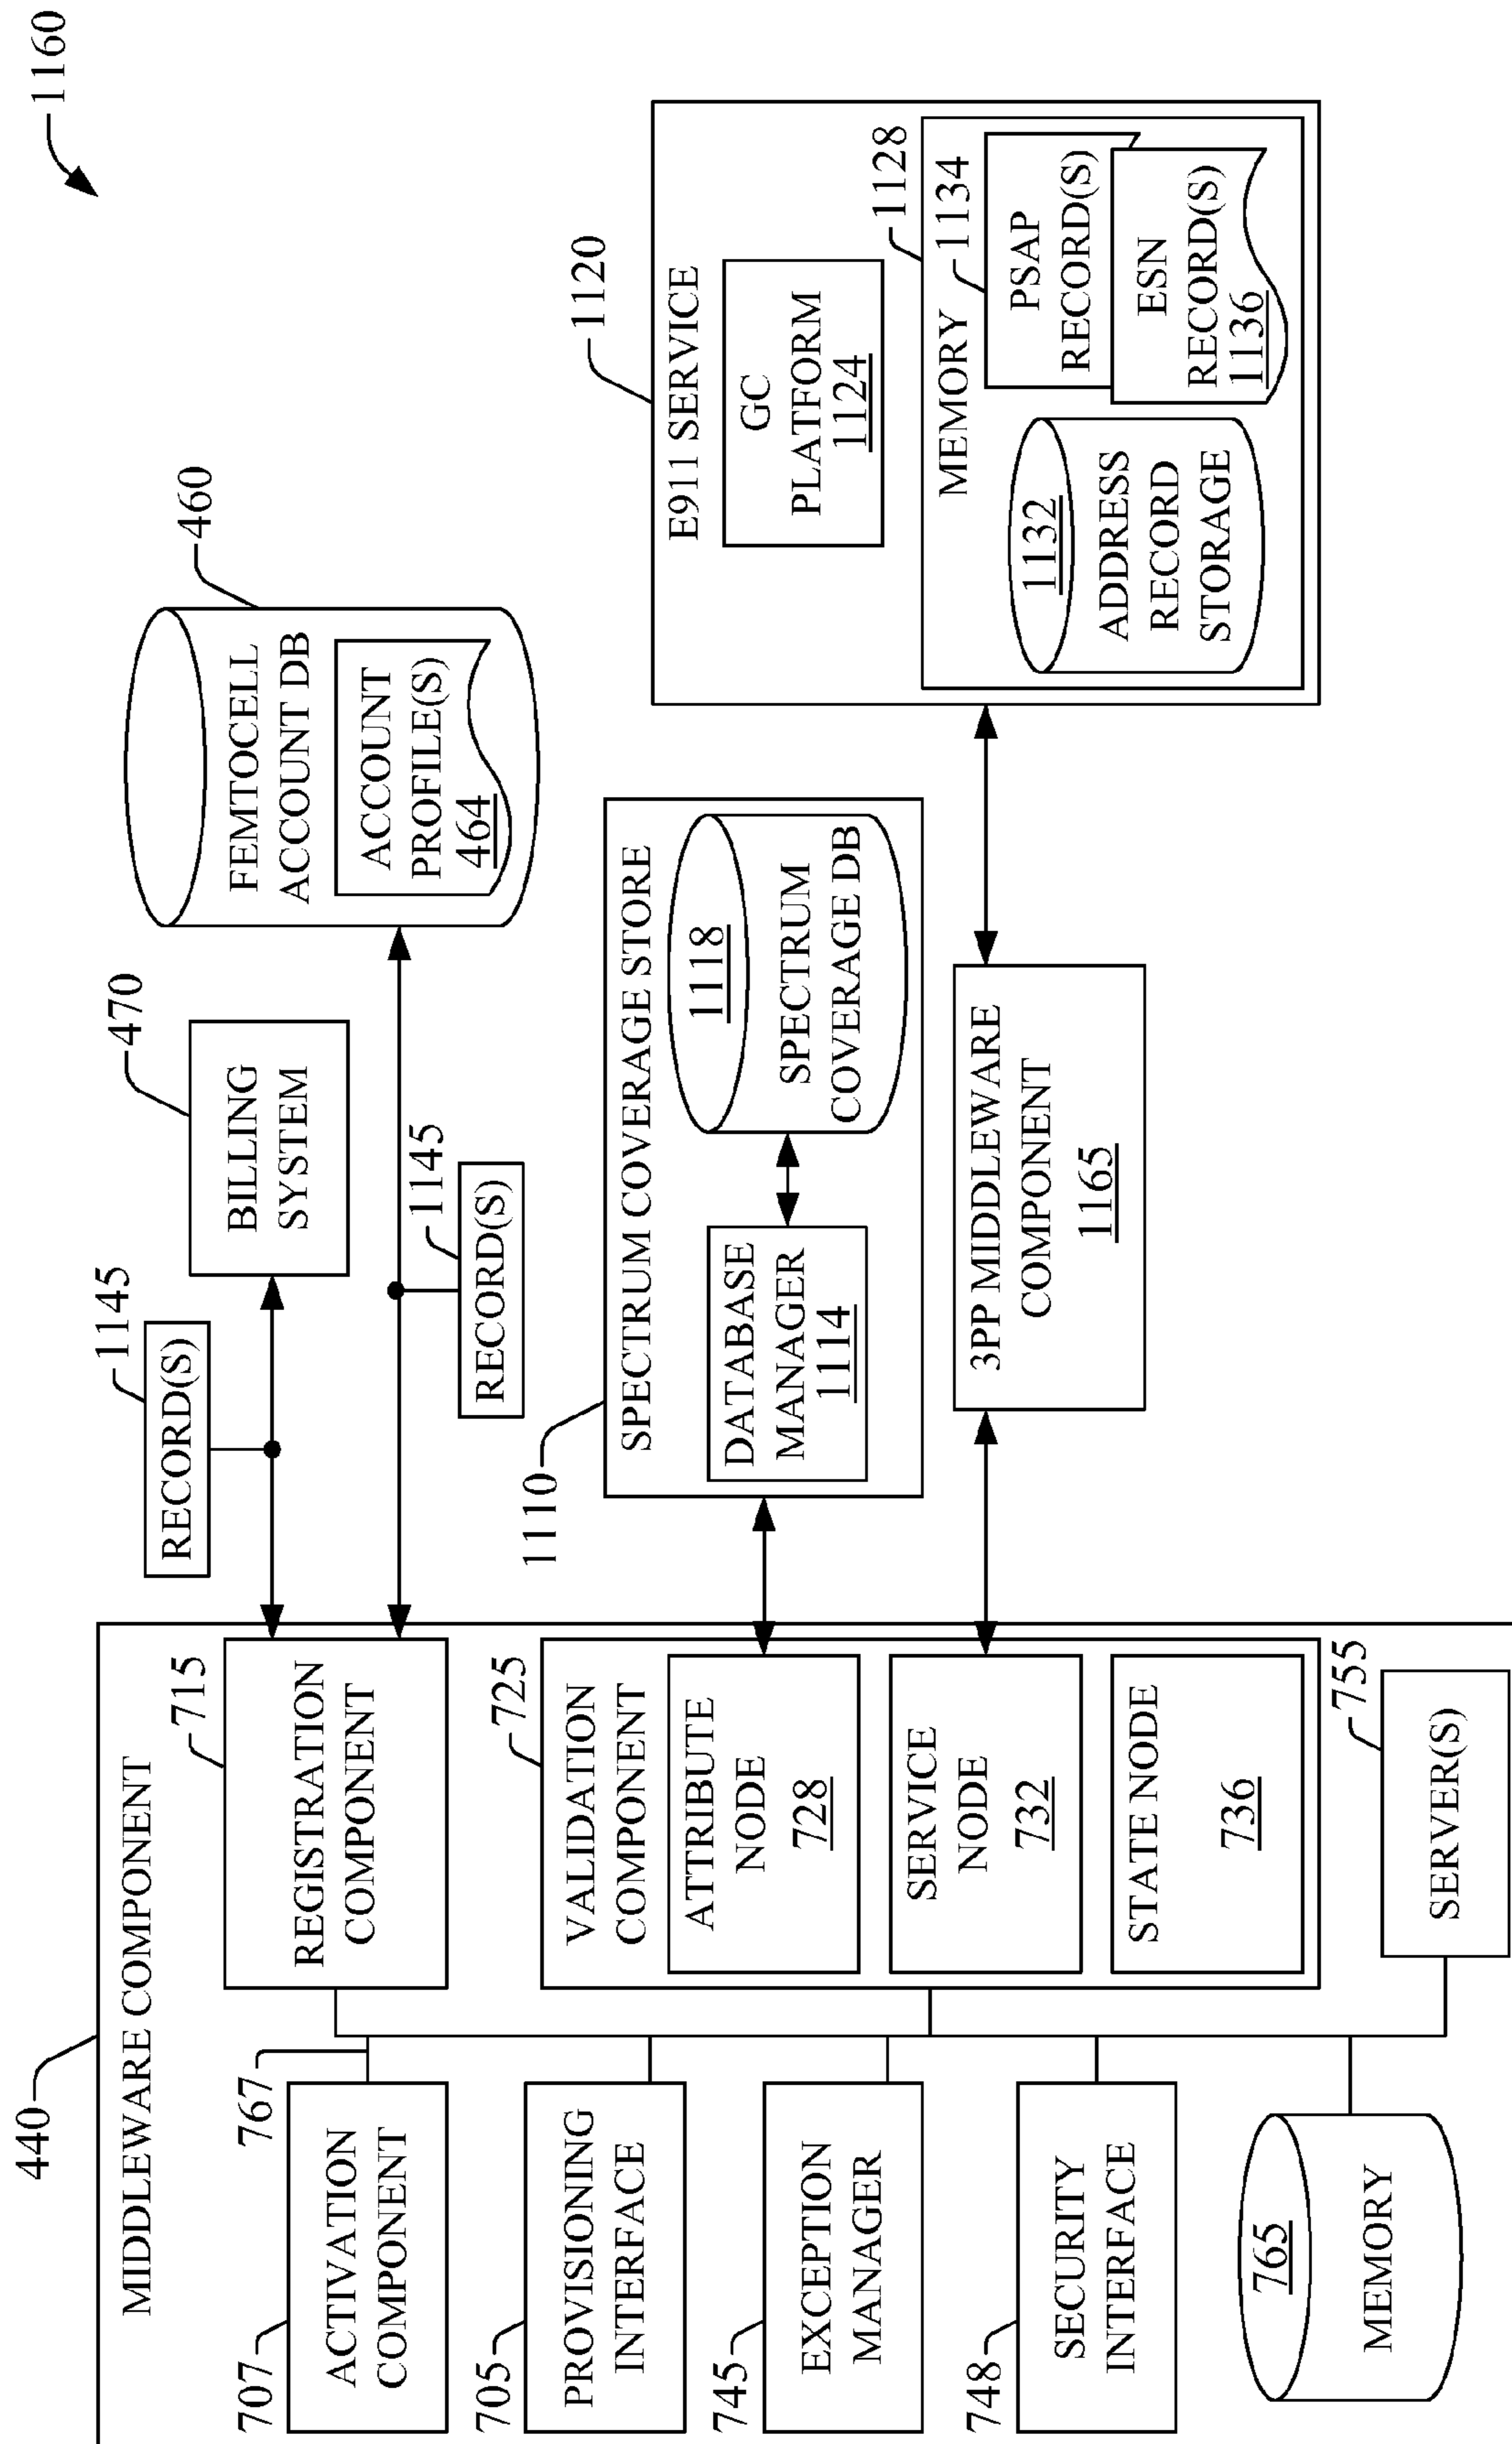 1160
440
MIDDLEWARE COMPONENT
707
ACTIVATION
COMPONENT
767
705
PROVISIONING
INTERFACE
745
EXCEPTION
MANAGER
748
SECURITY
INTERFACE
765
MEMORY
715
REGISTRATION
COMPONENT
725
VALIDATION
COMPONENT
ATTRIBUTE
NODE
728
SERVICE
NODE
732
STATE NODE
736
755
SERVER(S)
1145
RECORD(S)
470
BILLING
SYSTEM
1145
RECORD(S)
460
FEMTOCELL
ACCOUNT DB
ACCOUNT
PROFILE(S)
464
1110
SPECTRUM COVERAGE STORE
DATABASE
MANAGER
1114
1118
SPECTRUM
COVERAGE DB
3PP MIDDLEWARE
COMPONENT
1165
1120
E911 SERVICE
GC
PLATFORM
1124
1128
MEMORY
1134
1132
ADDRESS
RECORD
STORAGE
PSAP
RECORD(S)
ESN
RECORD(S)
1136